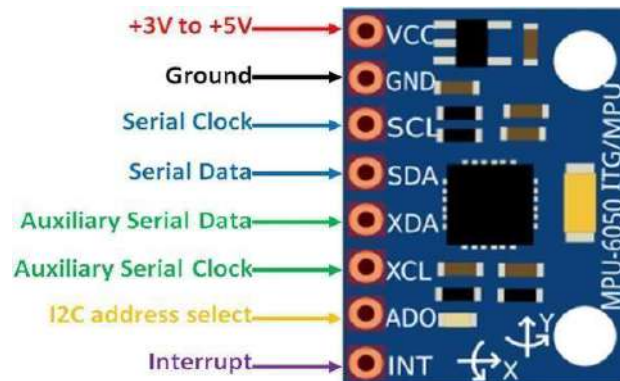 +3V to +5V
VCC
Ground
GND
Serial Clock
SCL
Serial Data
SDA
Auxiliary Serial Data
XDA
Auxiliary Serial Clock
XCL
I2C address select
ADO
Interrupt
INT
X
Y
MPU-6050 ITG/MPU